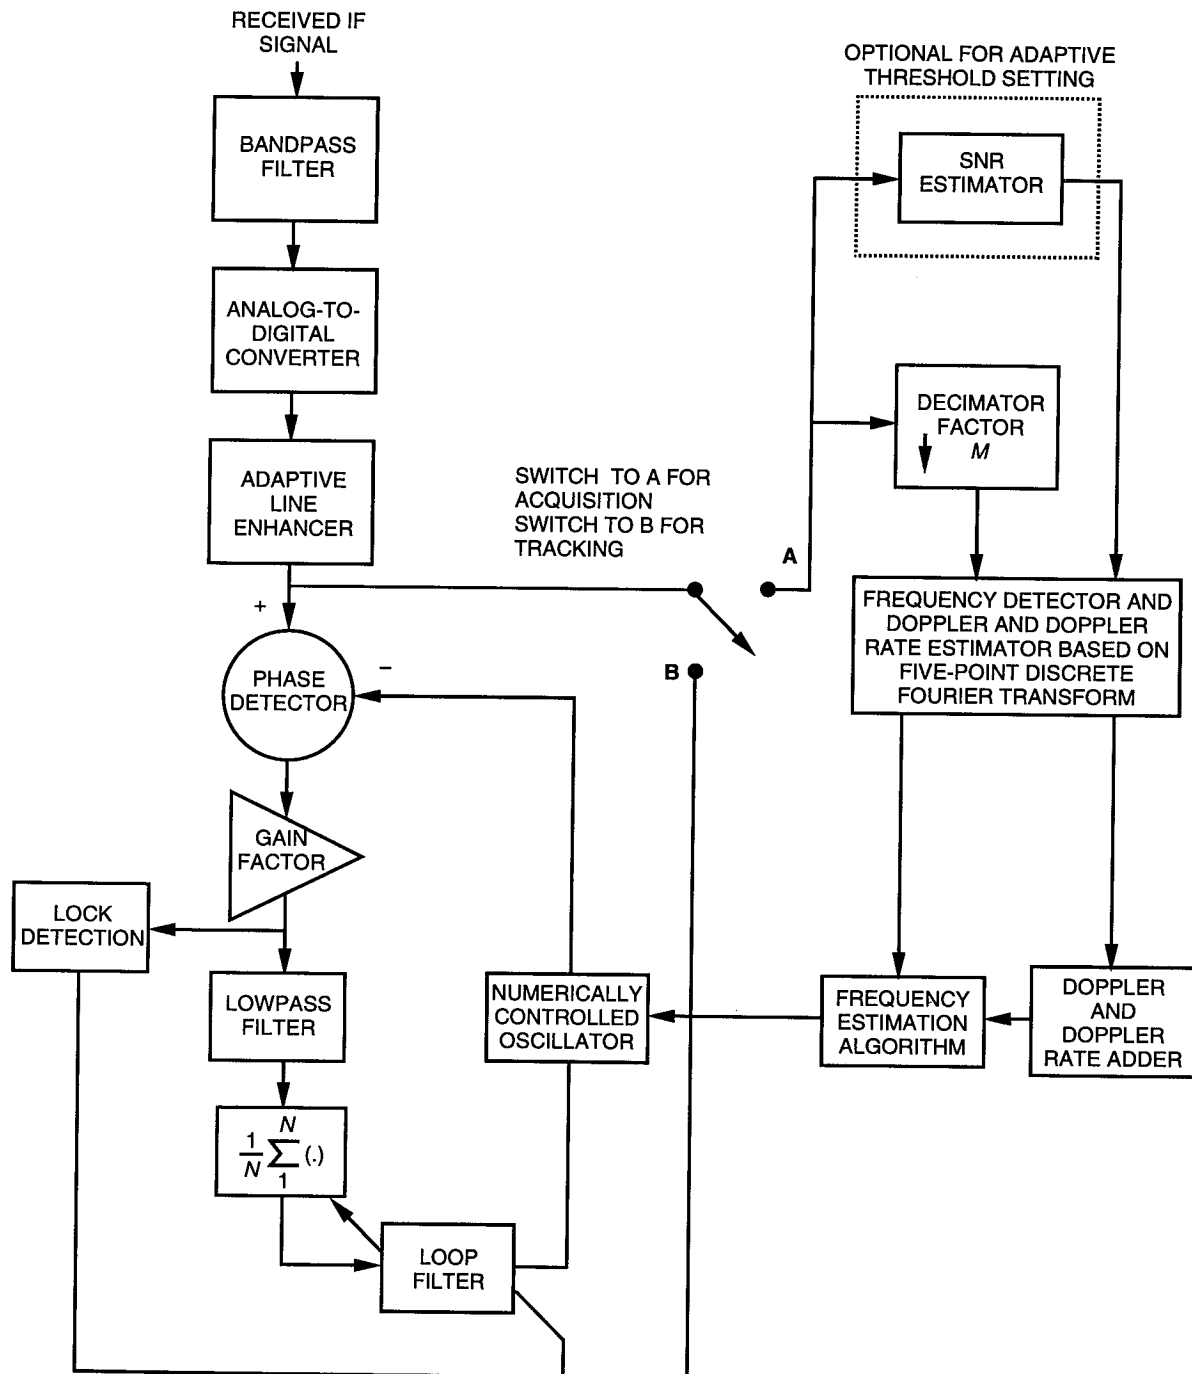 RECEIVED IF
SIGNAL
BANDPASS
FILTER
ANALOG-TO-
DIGITAL
CONVERTER
ADAPTIVE
LINE
ENHANCER
+
PHASE
DETECTOR
–
GAIN
FACTOR
LOCK
DETECTION
LOWPASS
FILTER
1/N ∑ (.)
N
1
LOOP
FILTER
NUMERICALLY
CONTROLLED
OSCILLATOR
SWITCH TO A FOR
ACQUISITION
SWITCH TO B FOR
TRACKING
A
B
OPTIONAL FOR ADAPTIVE
THRESHOLD SETTING
SNR
ESTIMATOR
DECIMATOR
FACTOR
M
FREQUENCY DETECTOR AND
DOPPLER AND DOPPLER
RATE ESTIMATOR BASED ON
FIVE-POINT DISCRETE
FOURIER TRANSFORM
FREQUENCY
ESTIMATION
ALGORITHM
DOPPLER
AND
DOPPLER
RATE ADDER